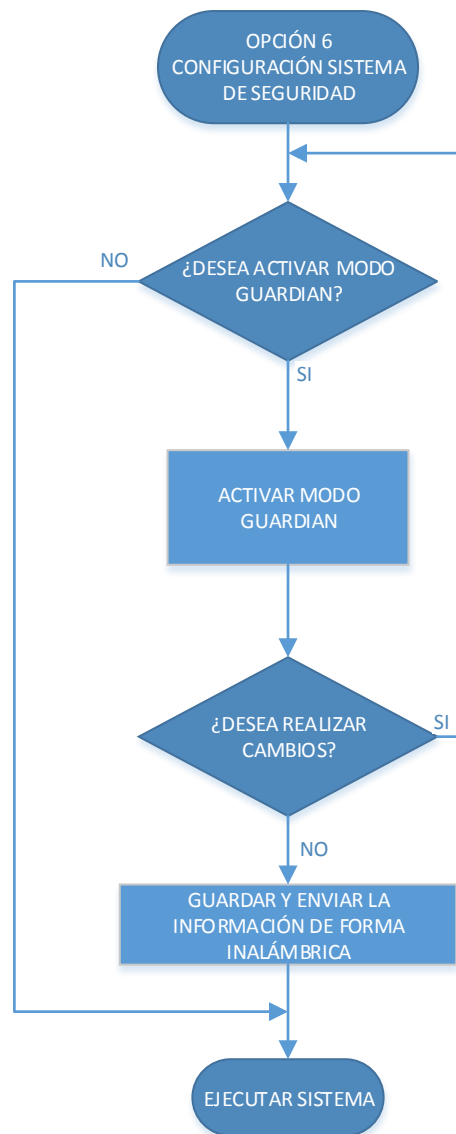 OPCIÓN 6
CONFIGURACIÓN SISTEMA
DE SEGURIDAD
NO
¿DESEA ACTIVAR MODO
GUARDIAN?
SI
ACTIVAR MODO
GUARDIAN
¿DESEA REALIZAR
CAMBIOS?
SI
NO
GUARDAR Y ENVIAR LA
INFORMACIÓN DE FORMA
INALÁMBRICA
EJECUTAR SISTEMA